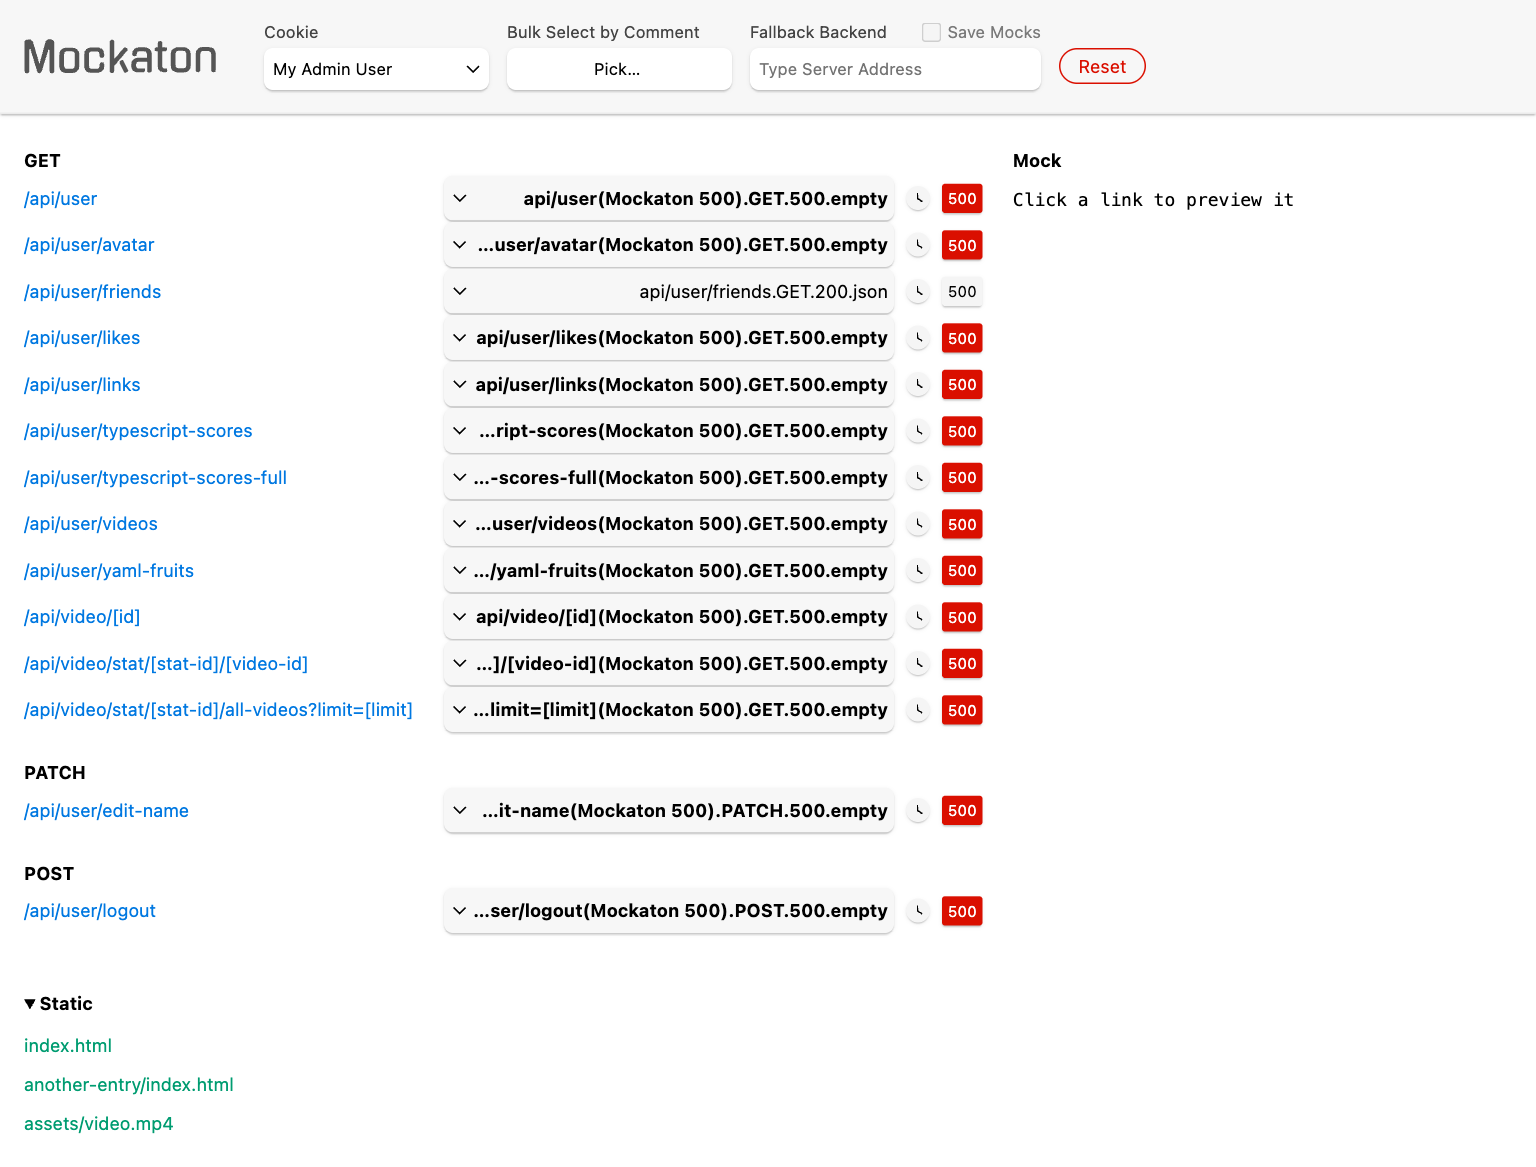 Mockaton
Cookie
My Admin User
Bulk Select by Comment
Pick...
Fallback Backend
Save Mocks
Type Server Address
Reset
GET
/api/user
api/user(Mockaton 500).GET.500.empty
500
/api/user/avatar
...user/avatar(Mockaton 500).GET.500.empty
500
/api/user/friends
api/user/friends.GET.200.json
500
/api/user/likes
api/user/likes(Mockaton 500).GET.500.empty
500
/api/user/links
api/user/links(Mockaton 500).GET.500.empty
500
/api/user/typescript-scores
...ript-scores(Mockaton 500).GET.500.empty
500
/api/user/typescript-scores-full
...-scores-full(Mockaton 500).GET.500.empty
500
/api/user/videos
...user/videos(Mockaton 500).GET.500.empty
500
/api/user/yaml-fruits
.../yaml-fruits(Mockaton 500).GET.500.empty
500
/api/video/[id]
api/video/[id](Mockaton 500).GET.500.empty
500
/api/video/stat/[stat-id]/[video-id]
...]/[video-id](Mockaton 500).GET.500.empty
500
/api/video/stat/[stat-id]/all-videos?limit=[limit]
...limit=[limit](Mockaton 500).GET.500.empty
500
PATCH
/api/user/edit-name
...it-name(Mockaton 500).PATCH.500.empty
500
POST
/api/user/logout
...ser/logout(Mockaton 500).POST.500.empty
500
Static
index.html
another-entry/index.html
assets/video.mp4
Mock
Click a link to preview it